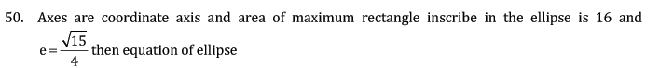 50. Axes are coordinate axis and area of maximum rectangle inscribe in the ellipse is 16 and
e=√15/4 then equation of ellipse